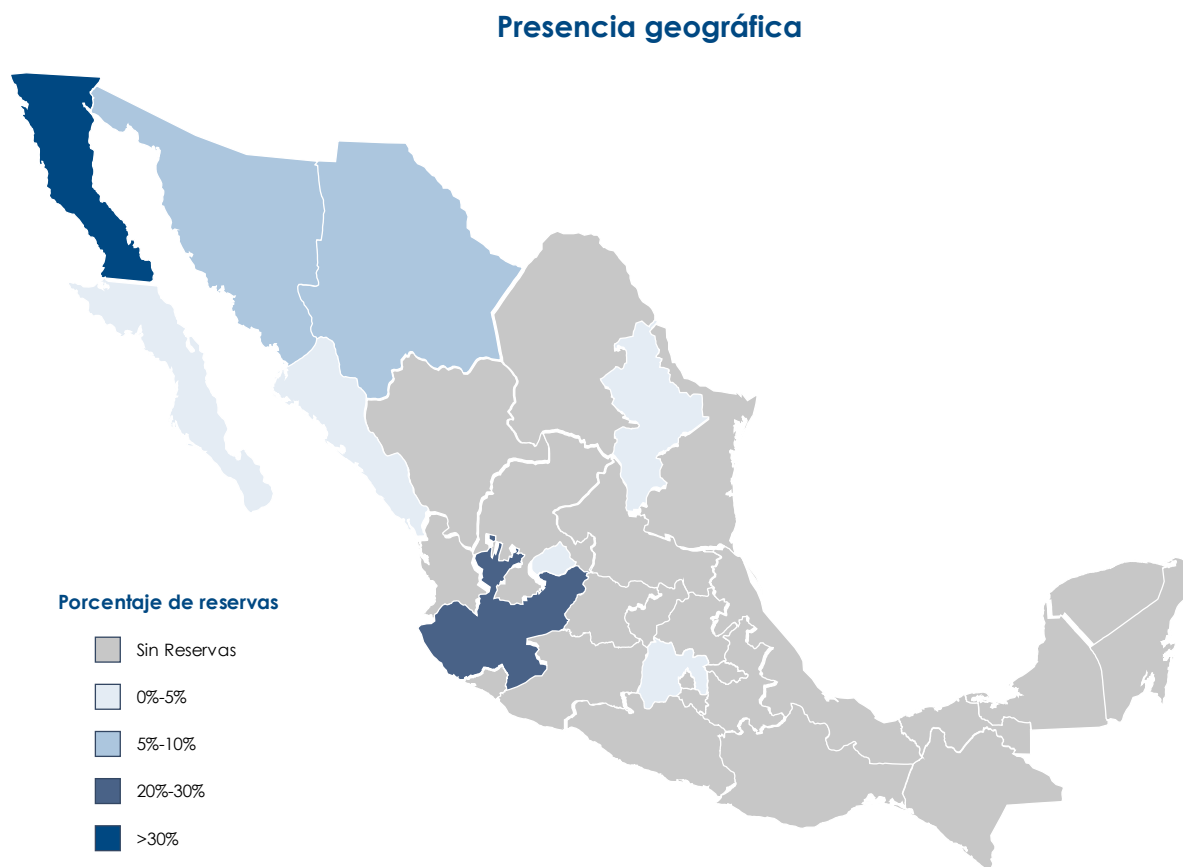 Presencia geográfica
Porcentaje de reservas
Sin Reservas
0%-5%
5%-10%
20%-30%
>30%